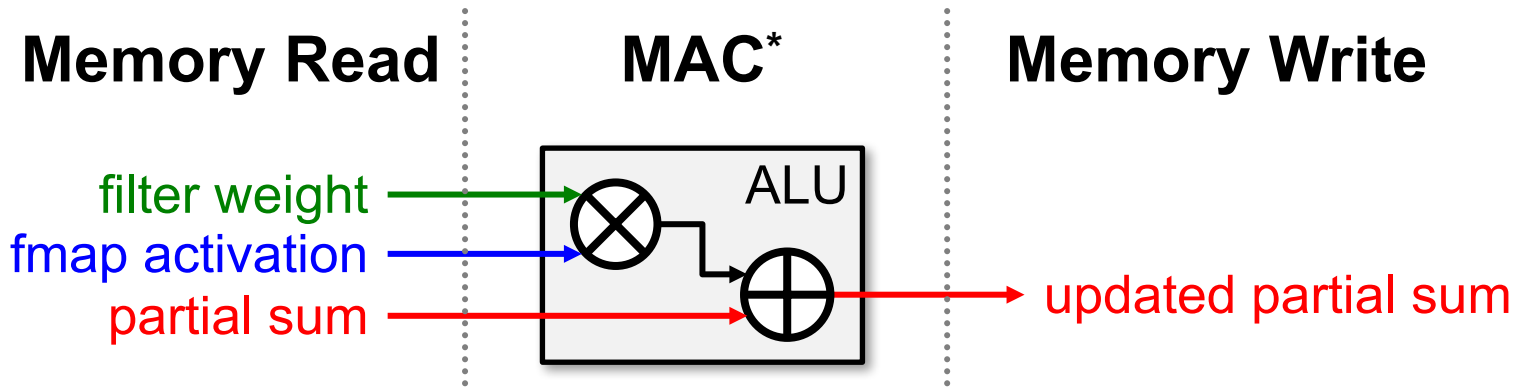 Memory Read
MAC*
Memory Write
ALU
filter weight
fmap activation
partial sum
updated partial sum